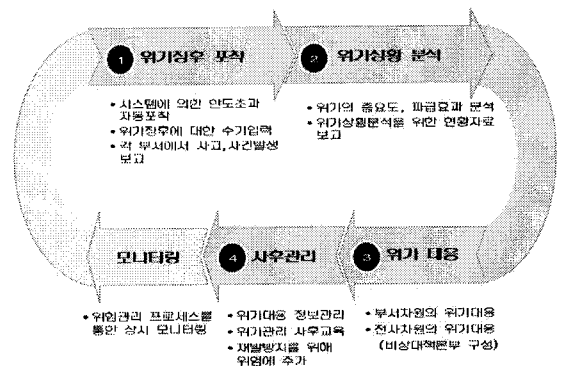 1 위기징후 포착
• 시스템에 의한 한도초과
자동포착
• 위기징후에 대한 수기입력
• 각 부서에서 사고,사건발생
보고
2 위기상황 분석
• 위기의 중요도, 파급효과 분석
• 위기상황분석을 위한 현황자료
보고
3 위기 대응
• 부서차원의 위기대응
• 전사차원의 위기대응
(비상대책본부 구성)
4 사후관리
• 위기대응 정보관리
• 위기관리 사후교육
• 재발방지를 위해
위험에 추가
모니터링
• 위험관리 프로세스를
통한 상시 모니터링